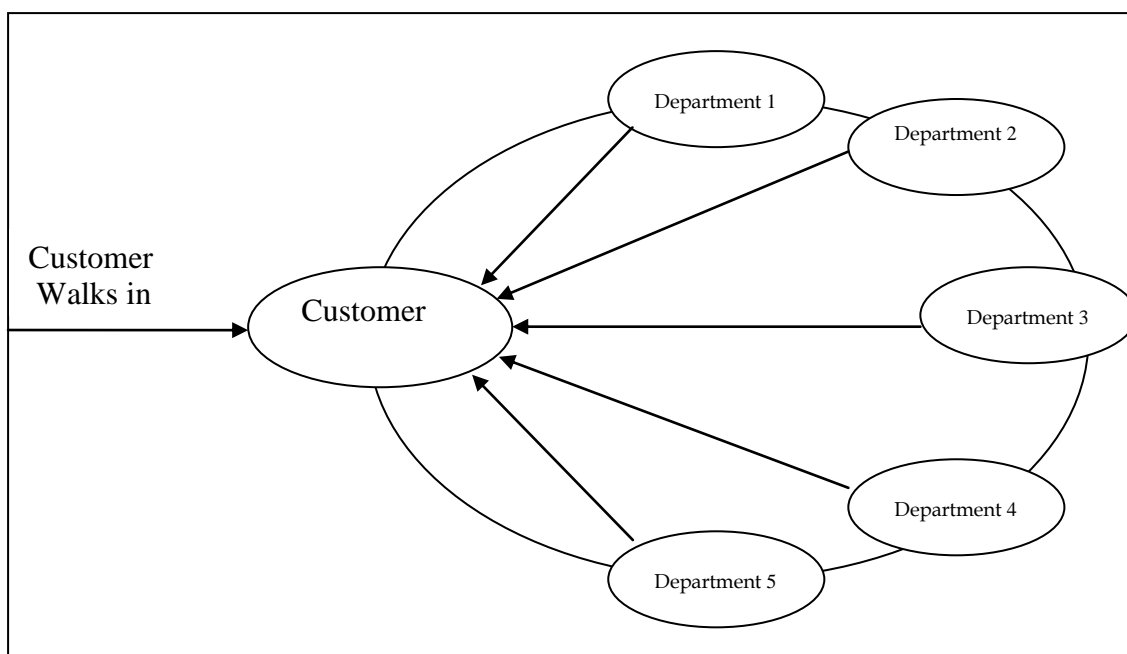 Department 1
Department 2
Customer
Walks in
Customer
Department 3
Department 4
Department 5